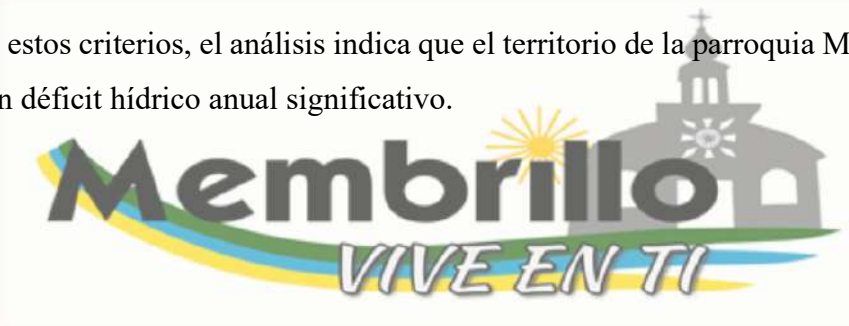 estos criterios, el análisis indica que el territorio de la parroquia M
n déficit hídrico anual significativo.
Membrillo
VIVE EN TI